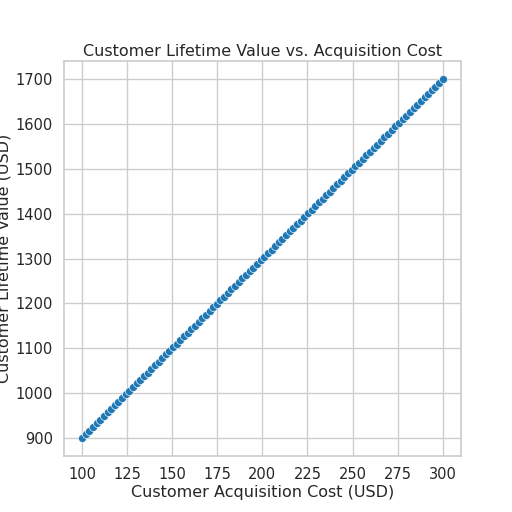 Customer Lifetime Value vs. Acquisition Cost
Customer Lifetime Value (USD)
1700
1600
1500
1400
1300
1200
1100
1000
900
100 125 150 175 200 225 250 275 300
Customer Acquisition Cost (USD)